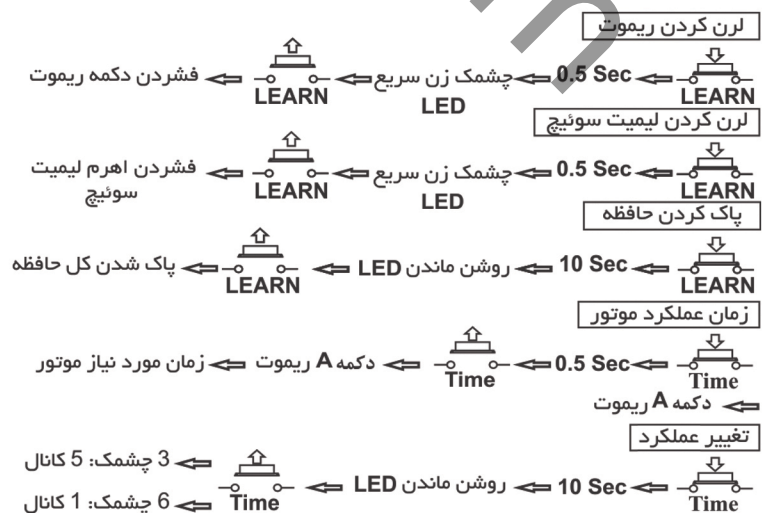 لرن کردن ریموت
LEARN 0.5 Sec چشمک زن سریع LED LEARN فشردن دکمه ریموت
لرن کردن لیمیت سوئیچ
LEARN 0.5 Sec چشمک زن سریع LED LEARN فشردن اهرم لیمیت سوئیچ
پاک کردن حافظه
LEARN 10 Sec روشن ماندن LED LEARN پاک شدن کل حافظه
زمان عملکرد موتور
Time 0.5 Sec Time دکمه A ریموت زمان مورد نیاز موتور
دکمه A ریموت
تغییر عملکرد
Time 10 Sec روشن ماندن LED Time 3 چشمک: 5 کانال
6 چشمک: 1 کانال